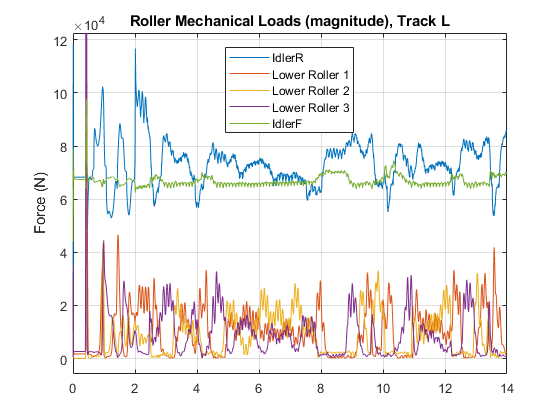 Roller Mechanical Loads (magnitude), Track L
×10⁴
12
10
8
6
4
2
0
Force (N)
IdlerR
Lower Roller 1
Lower Roller 2
Lower Roller 3
IdlerF
0 2 4 6 8 10 12 14